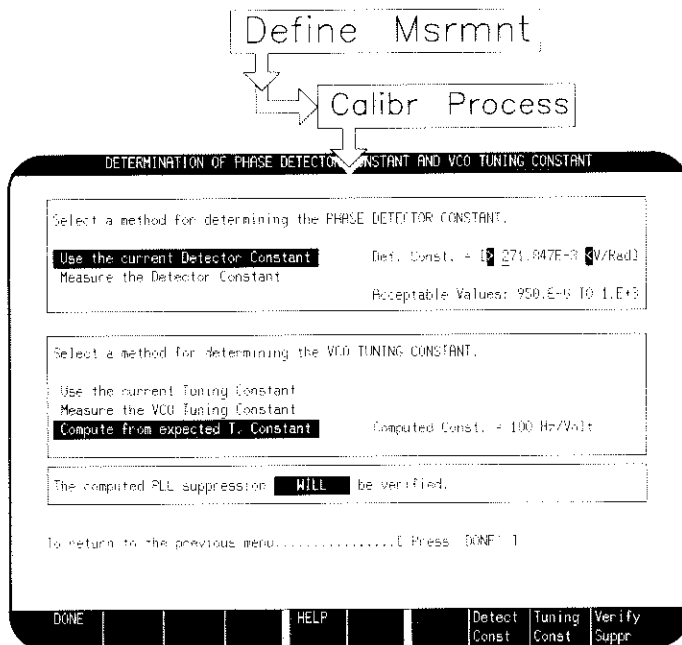 Define Msrmnt
Calibr Process
DETERMINATION OF PHASE DETECTOR CONSTANT AND VCO TUNING CONSTANT
Select a method for determining the PHASE DETECTOR CONSTANT.
Use the current Detector Constant
Det. Const. = [> 271.847E-3 <V/Rad]
Measure the Detector Constant
Acceptable Values: 950.E-6 TO 1.E+3
Select a method for determining the VCO TUNING CONSTANT.
Use the current Tuning Constant
Measure the VCO Tuning Constant
Compute from expected T. Constant
Computed Const. = 100 Hz/Volt
The computed PLL suppression WILL be verified.
To return to the previous menu................[ Press 'DONE' ]
DONE HELP Detect Tuning Verify
Const Const Suppr